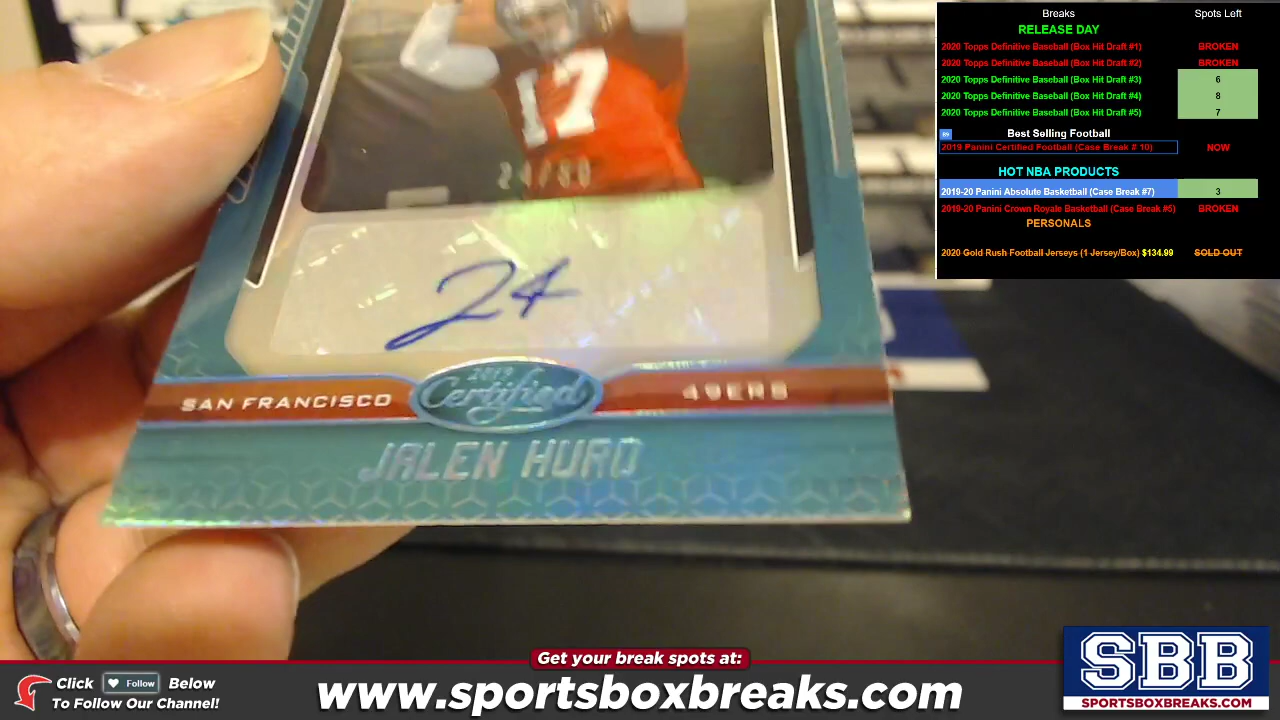 17
24/80
SAN FRANCISCO
2019
Certified
49ERS
JALEN HURD
Breaks Spots Left
RELEASE DAY
2020 Topps Definitive Baseball (Box Hit Draft #1) BROKEN
2020 Topps Definitive Baseball (Box Hit Draft #2) BROKEN
2020 Topps Definitive Baseball (Box Hit Draft #3) 6
2020 Topps Definitive Baseball (Box Hit Draft #4) 8
2020 Topps Definitive Baseball (Box Hit Draft #5) 7
Best Selling Football
2019 Panini Certified Football (Case Break # 10) NOW
HOT NBA PRODUCTS
2019-20 Panini Absolute Basketball (Case Break #7) 3
2019-20 Panini Crown Royale Basketball (Case Break #5) BROKEN
PERSONALS
2020 Gold Rush Football Jerseys (1 Jersey/Box) $134.99 SOLD OUT
Get your break spots at:
www.sportsboxbreaks.com
Click Follow Below
To Follow Our Channel!
SBB
SPORTSBOXBREAKS.COM